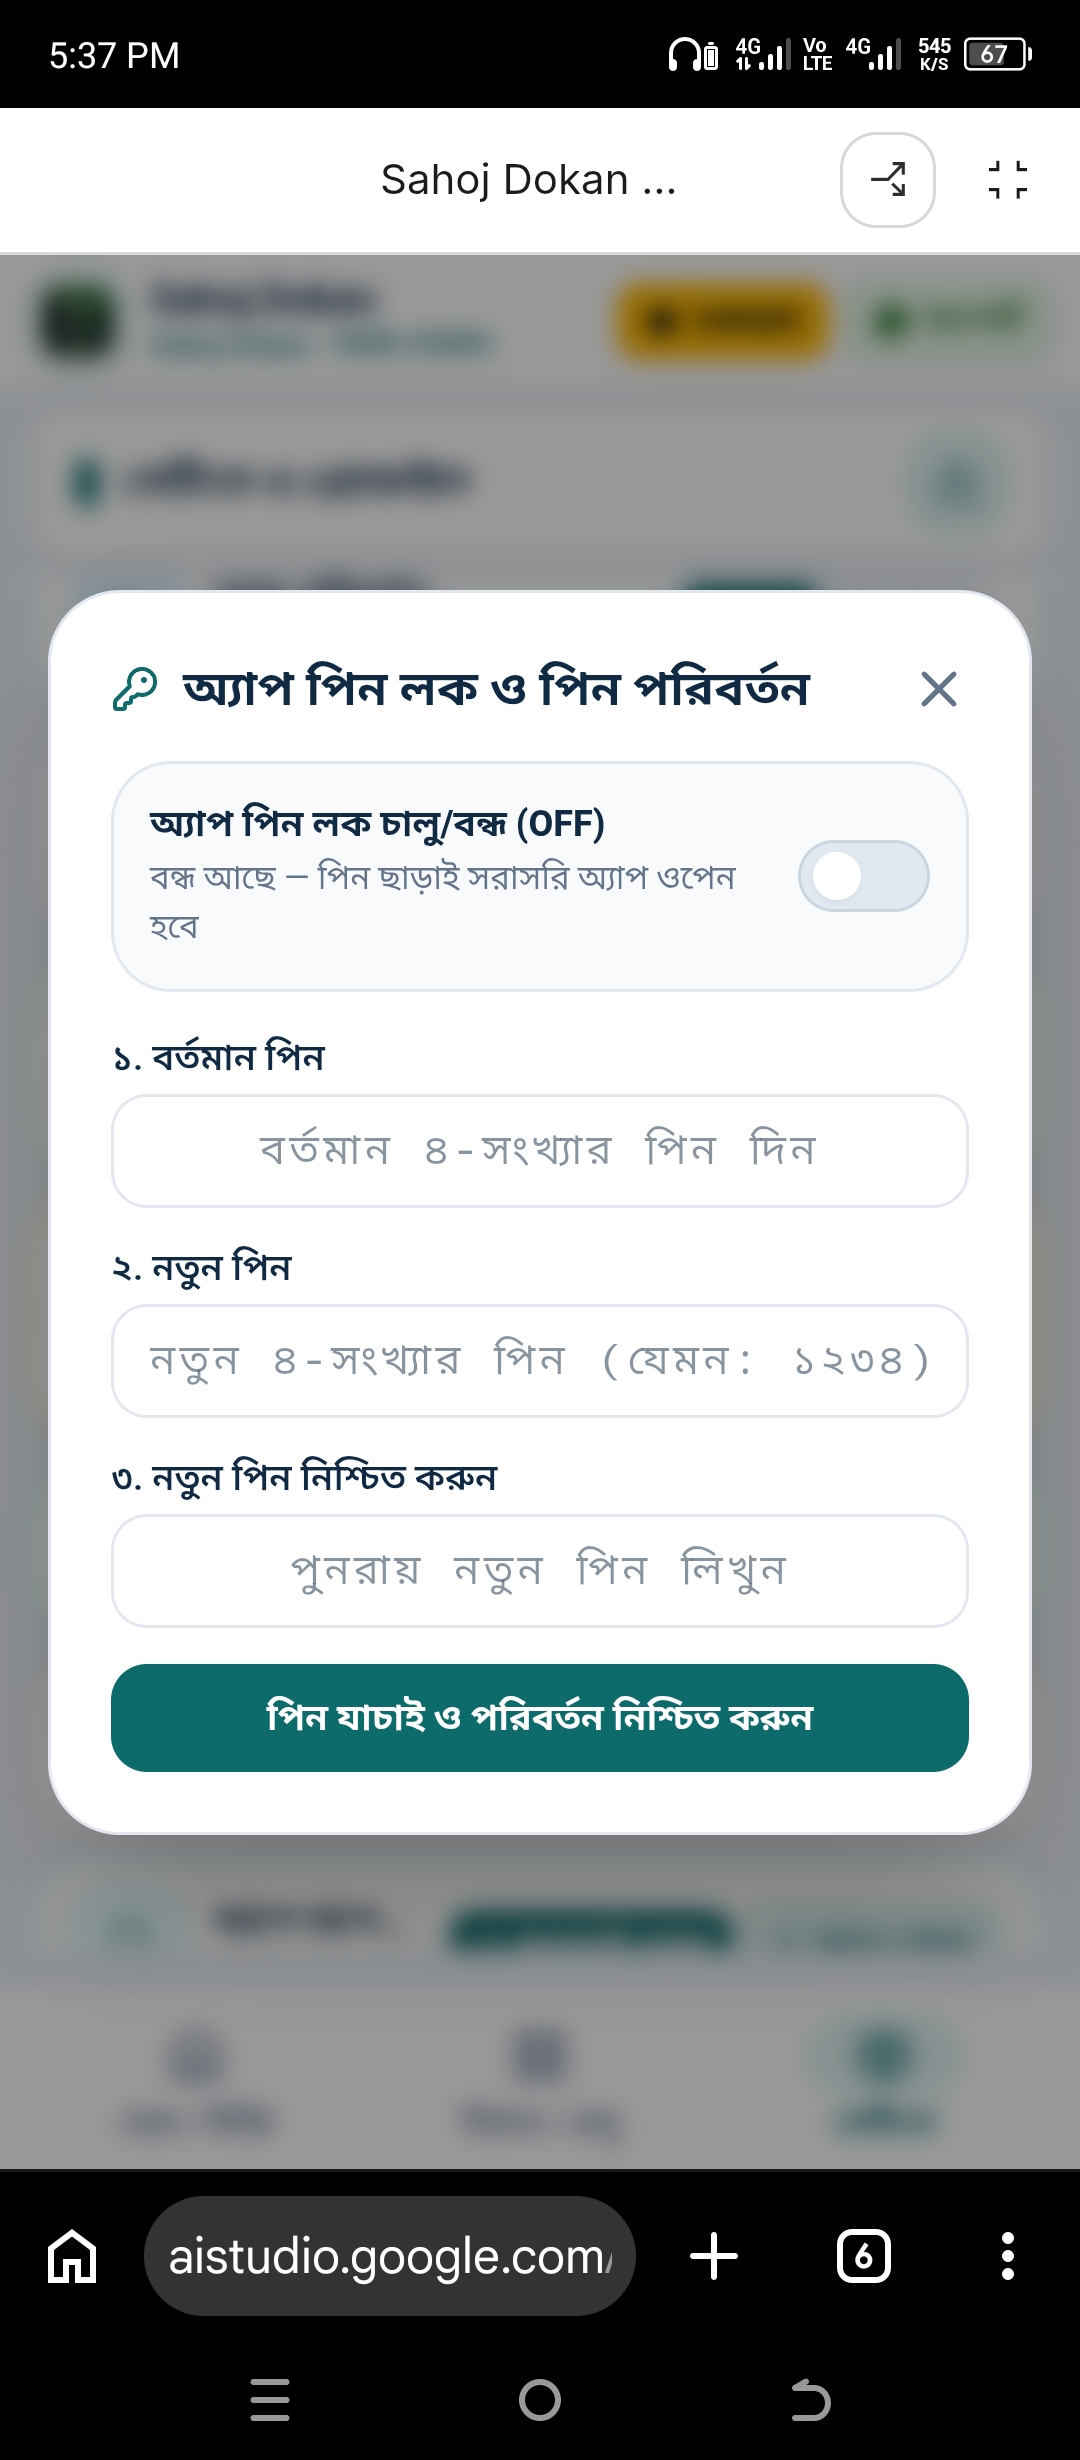 5:37 PM
4G Vo LTE 4G 545 K/S 67
Sahoj Dokan ...
অ্যাপ পিন লক ও পিন পরিবর্তন
অ্যাপ পিন লক চালু/বন্ধ (OFF)
বন্ধ আছে — পিন ছাড়াই সরাসরি অ্যাপ ওপেন
হবে
১. বর্তমান পিন
বর্তমান ৪-সংখ্যার পিন দিন
২. নতুন পিন
নতুন ৪-সংখ্যার পিন (যেমন: ১২৩৪)
৩. নতুন পিন নিশ্চিত করুন
পুনরায় নতুন পিন লিখুন
পিন যাচাই ও পরিবর্তন নিশ্চিত করুন
aistudio.google.com/
6